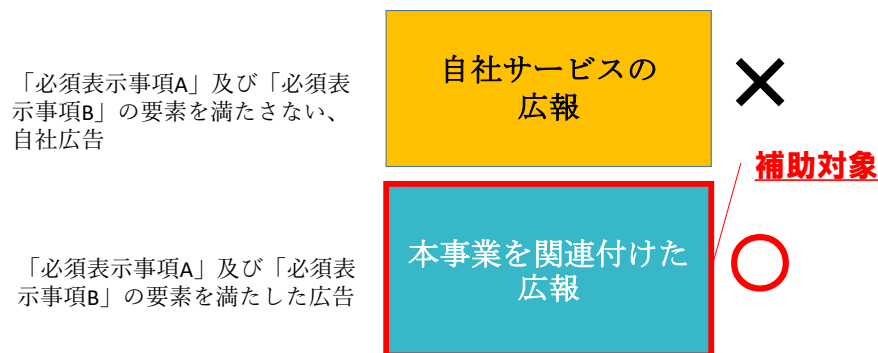 「必須表示事項A」及び「必須表
示事項B」の要素を満たさない、
自社広告
自社サービスの
広報
×
補助対象
「必須表示事項A」及び「必須表
示事項B」の要素を満たした広告
本事業を関連付けた
広報
○